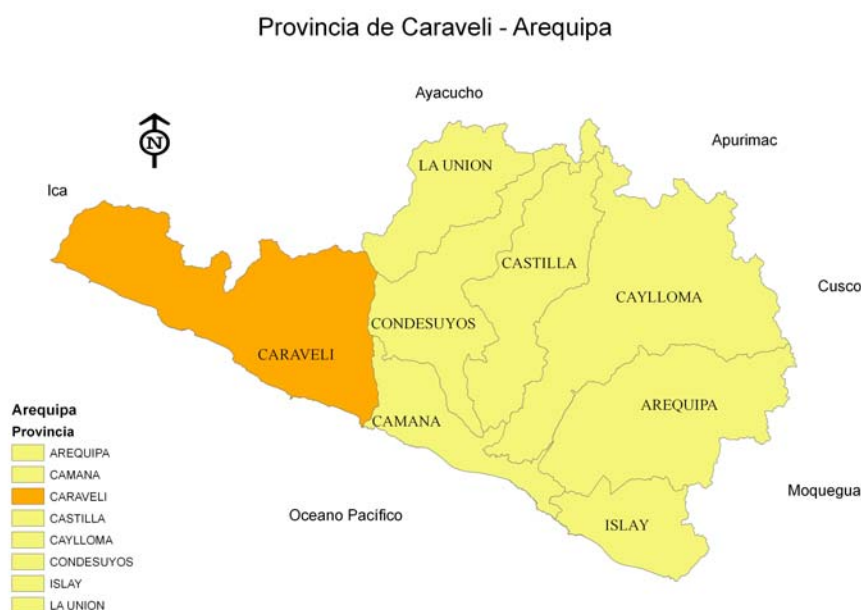 Provincia de Caraveli - Arequipa
Ayacucho
Apurimac
N
LA UNION
Ica
CASTILLA
Cusco
CAYLLOMA
CONDESUYOS
CARAVELI
AREQUIPA
CAMANA
Moquegua
Oceano Pacifico
ISLAY
Arequipa
Provincia
AREQUIPA
CAMANA
CARAVELI
CASTILLA
CAYLLOMA
CONDESUYOS
ISLAY
LA UNION